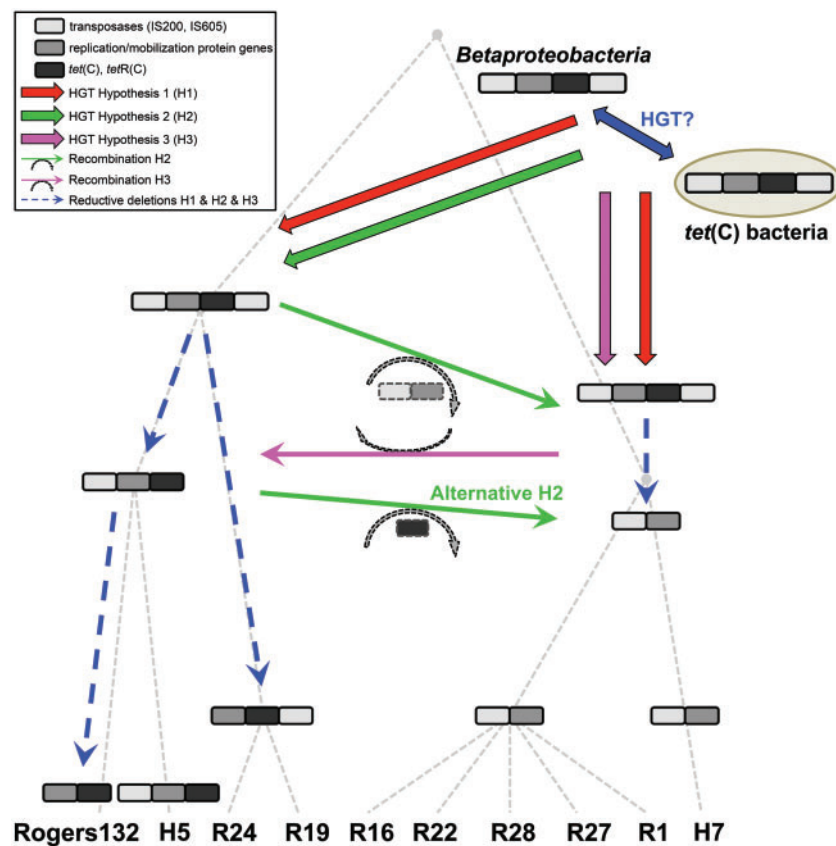 transposases (IS200, IS605)
replication/mobilization protein genes
tet(C), tetR(C)
HGT Hypothesis 1 (H1)
HGT Hypothesis 2 (H2)
HGT Hypothesis 3 (H3)
Recombination H2
Recombination H3
Reductive deletions H1 & H2 & H3
Betaproteobacteria
HGT?
tet(C) bacteria
Alternative H2
Rogers132 H5 R24 R19 R16 R22 R28 R27 R1 H7